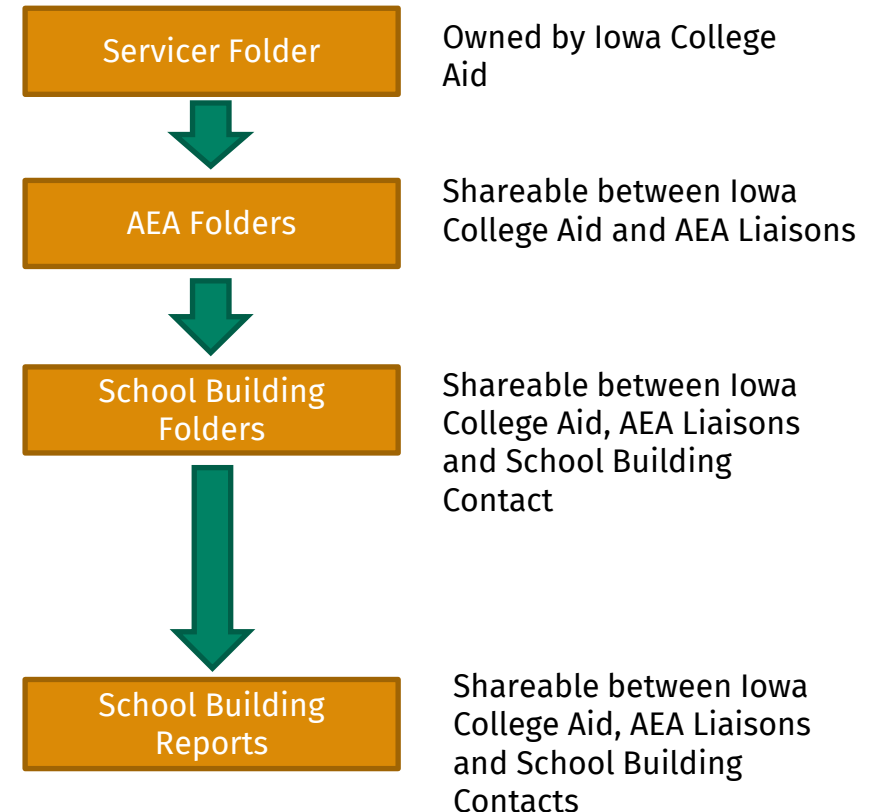 Servicer Folder
Owned by Iowa College
Aid
AEA Folders
Shareable between Iowa
College Aid and AEA Liaisons
School Building
Folders
Shareable between Iowa
College Aid, AEA Liaisons
and School Building
Contact
School Building
Reports
Shareable between Iowa
College Aid, AEA Liaisons
and School Building
Contacts